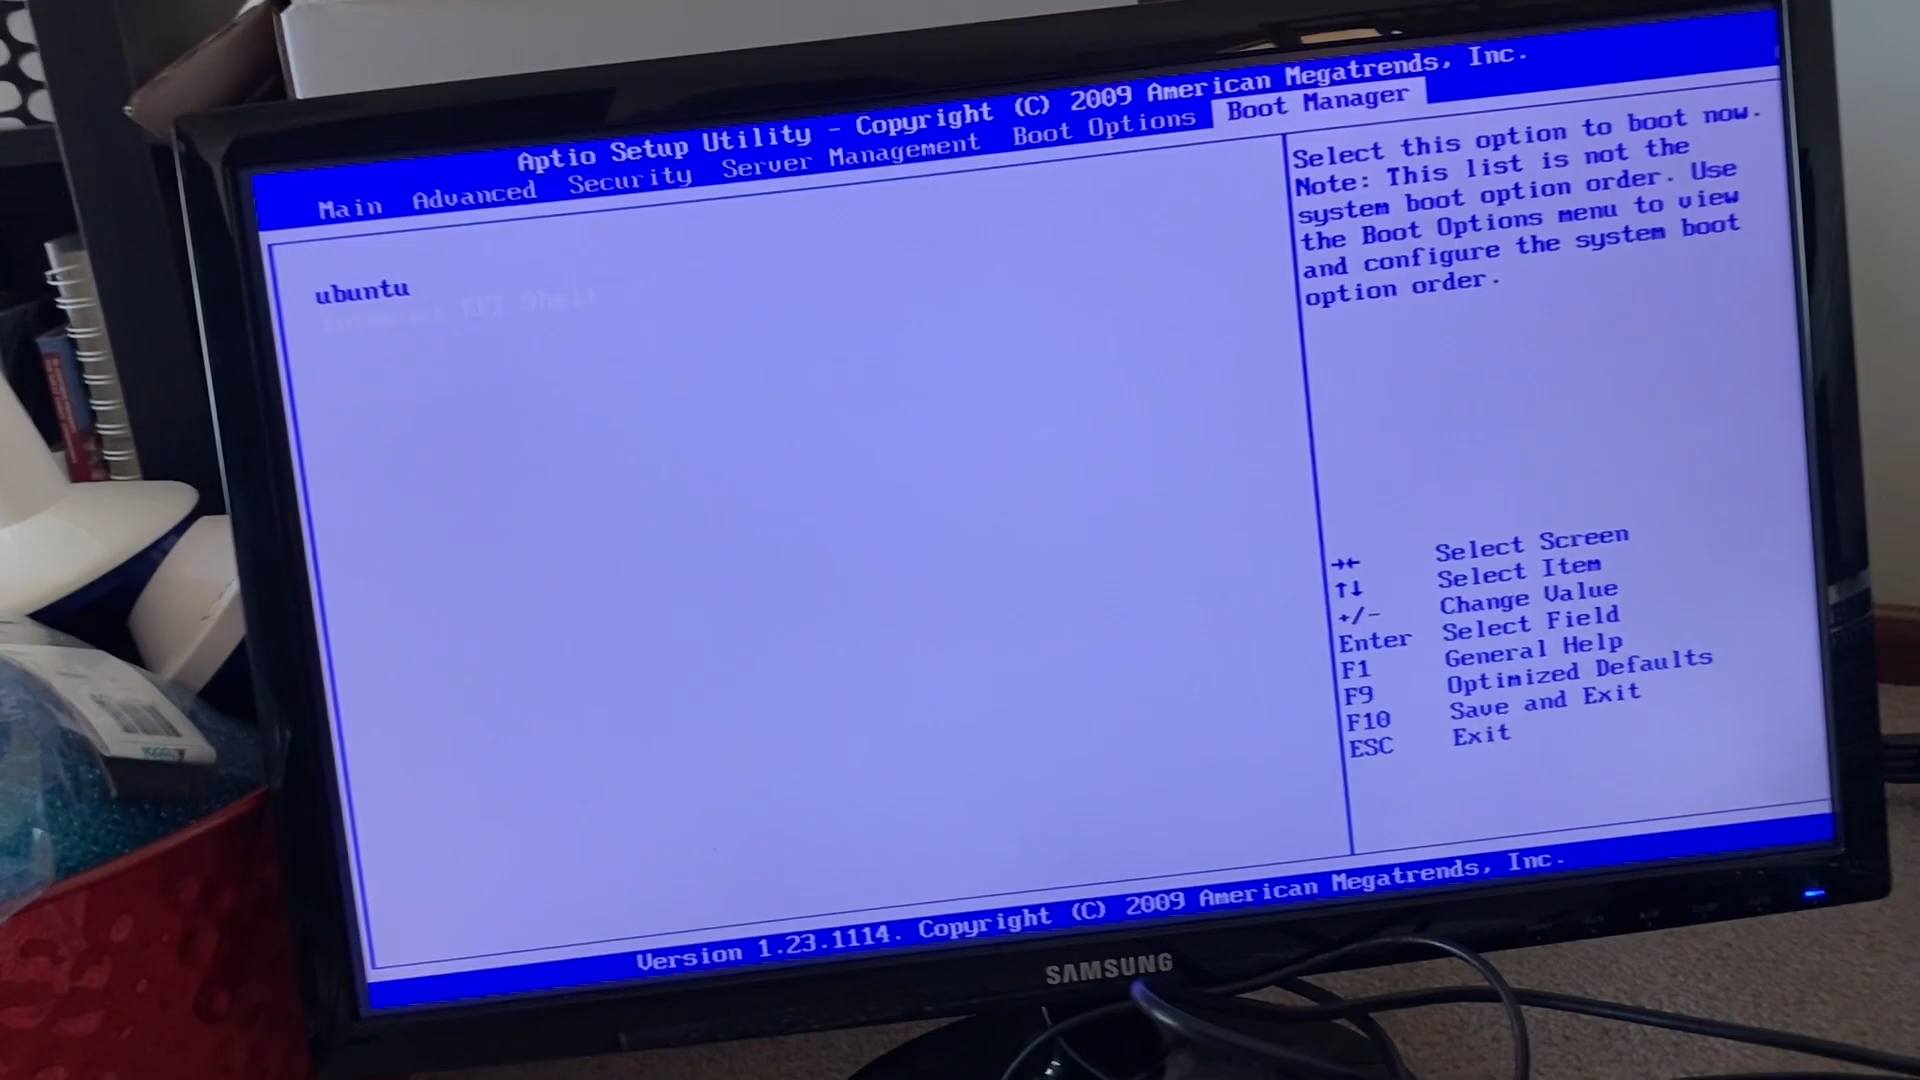 Aptio Setup Utility - Copyright (C) 2009 American Megatrends, Inc.
Main Advanced Security Server Management Boot Options Boot Manager
ubuntu
EFI Shell
Select this option to boot now.
Note: This list is not the
system boot option order. Use
the Boot Options menu to view
and configure the system boot
option order.
→← Select Screen
↑↓ Select Item
+/- Change Value
Enter Select Field
F1 General Help
F9 Optimized Defaults
F10 Save and Exit
ESC Exit
Version 1.23.1114. Copyright (C) 2009 American Megatrends, Inc.
SAMSUNG